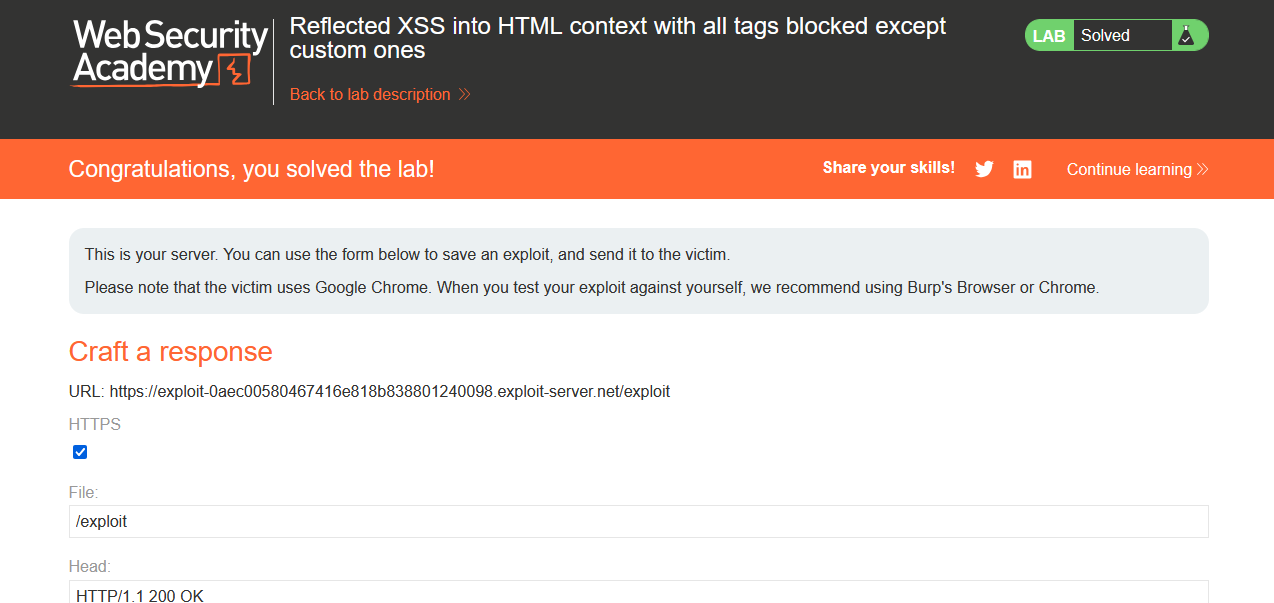 Web Security
Academy
Reflected XSS into HTML context with all tags blocked except
custom ones
Back to lab description
LAB Solved
Congratulations, you solved the lab!
Share your skills!
Continue learning
This is your server. You can use the form below to save an exploit, and send it to the victim.
Please note that the victim uses Google Chrome. When you test your exploit against yourself, we recommend using Burp's Browser or Chrome.
Craft a response
URL: https://exploit-0aec00580467416e818b838801240098.exploit-server.net/exploit
HTTPS
File:
/exploit
Head:
HTTP/1.1 200 OK